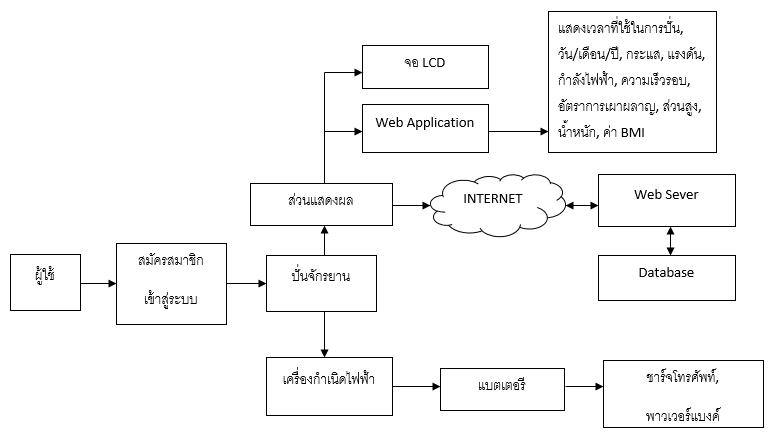 แสดงเวลาที่ใช้ในการปั่น,
วัน/เดือน/ปี, กระแส, แรงดัน,
กำลังไฟฟ้า, ความเร็วรอบ,
อัตราการเผาผลาญ, ส่วนสูง,
น้ำหนัก, ค่า BMI
จอ LCD
Web Application
ส่วนแสดงผล
INTERNET
Web Sever
Database
ผู้ใช้
สมัครสมาชิก
เข้าสู่ระบบ
ปั่นจักรยาน
เครื่องกำเนิดไฟฟ้า
แบตเตอรี่
ชาร์จโทรศัพท์,
พาวเวอร์แบงค์